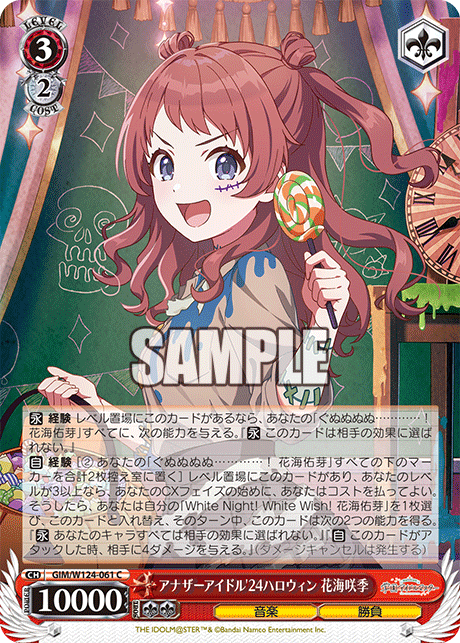 LEVEL
3
2
COST
SAMPLE
永 経験 レベル置場にこのカードがあるなら、あなたの「ぐぬぬぬぬ…………！
花海佑芽」すべてに、次の能力を与える。『永 このカードは相手の効果に選ば
れない。』
自 経験 [② あなたの「ぐぬぬぬぬ…………！ 花海佑芽」すべての下のマー
カーを合計2枚控え室に置く] レベル置場にこのカードがあり、あなたのレベ
ルが3以上なら、あなたのCXフェイズの始めに、あなたはコストを払ってよい。
そうしたら、あなたは自分の「White Night! White Wish! 花海佑芽」を1枚選
び、このカードと入れ替え、そのターン中、このカードは次の2つの能力を得る。
『永 あなたのキャラすべては相手の効果に選ばれない。』『自 このカードがア
タックした時、相手に4ダメージを与える。』（ダメージキャンセルは発生する）
GH GIM/W124-061 C
POWER
10000
SOUL
アナザーアイドル'24ハロウィン 花海咲季
音楽
勝負
THE IDOLM@STER™& ©Bandai Namco Entertainment Inc.